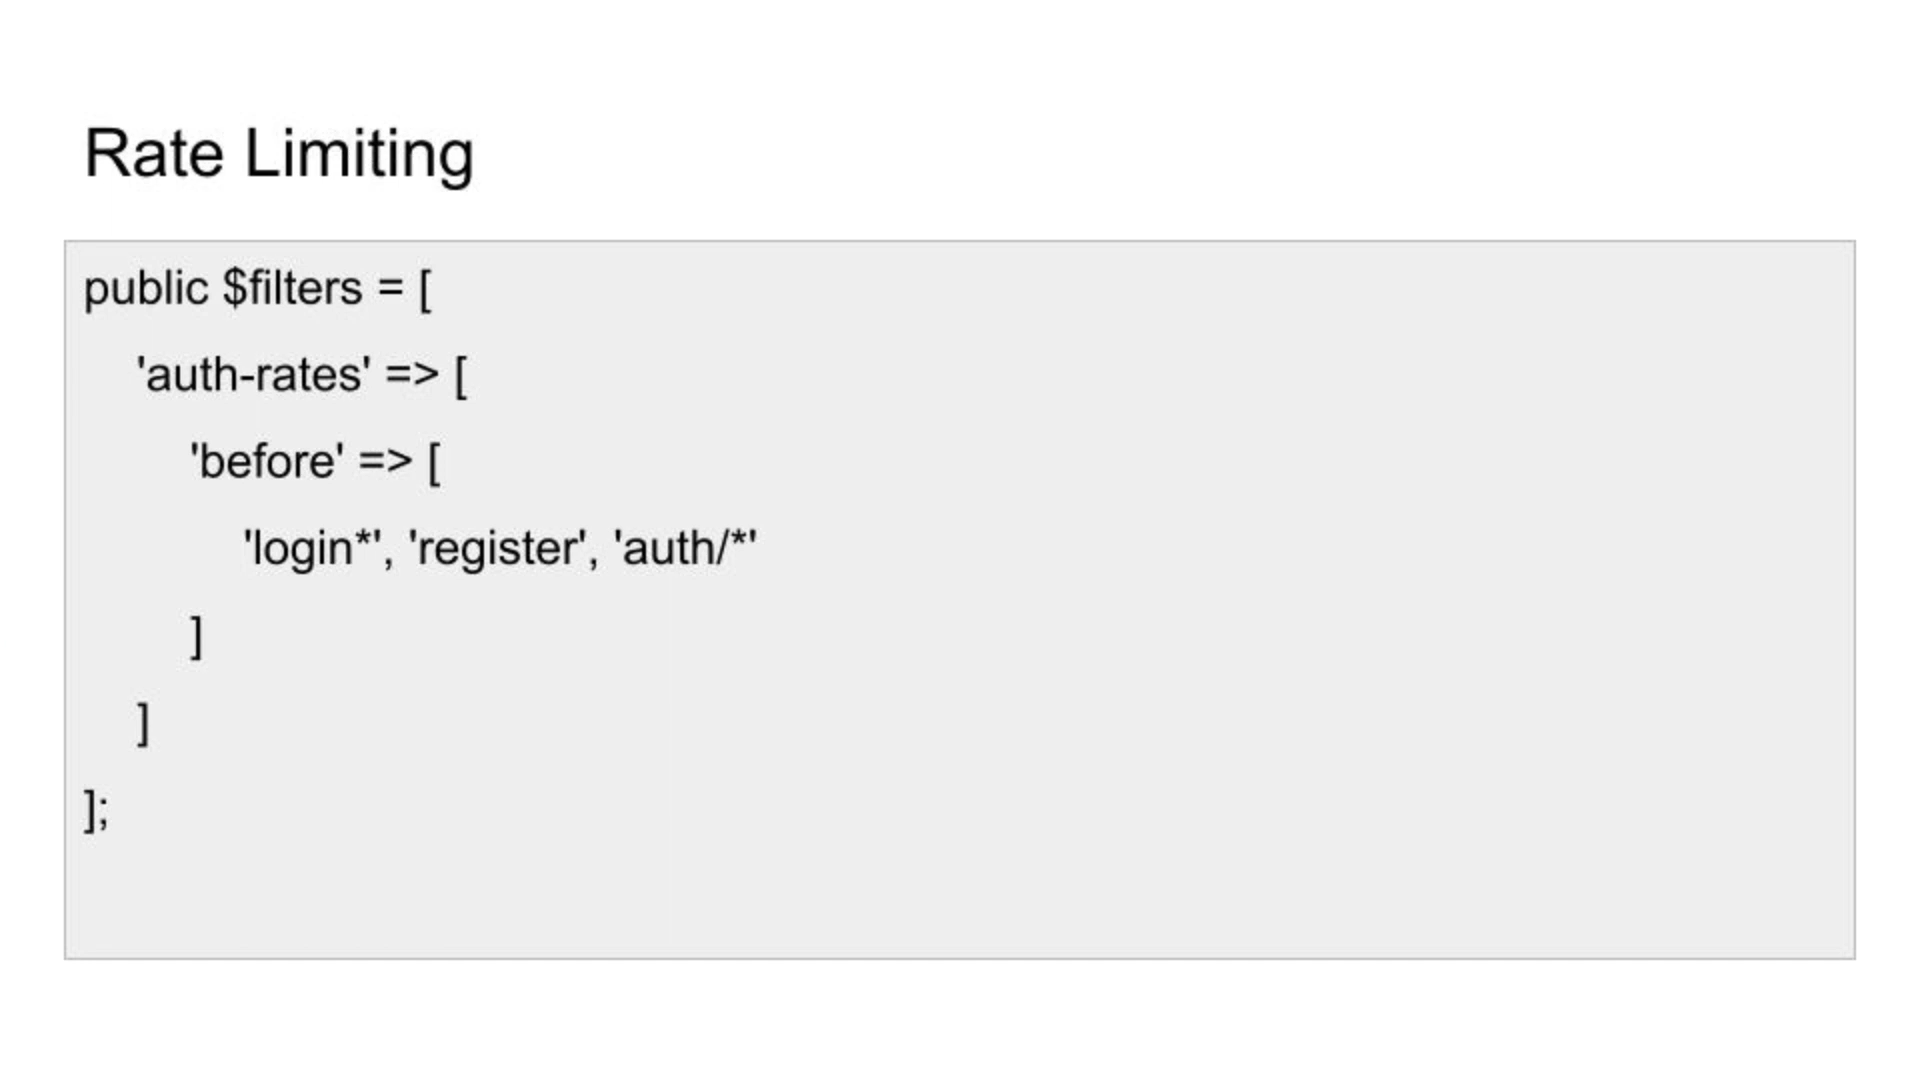 Rate Limiting
public $filters = [
'auth-rates' => [
'before' => [
'login*', 'register', 'auth/*'
]
]
];